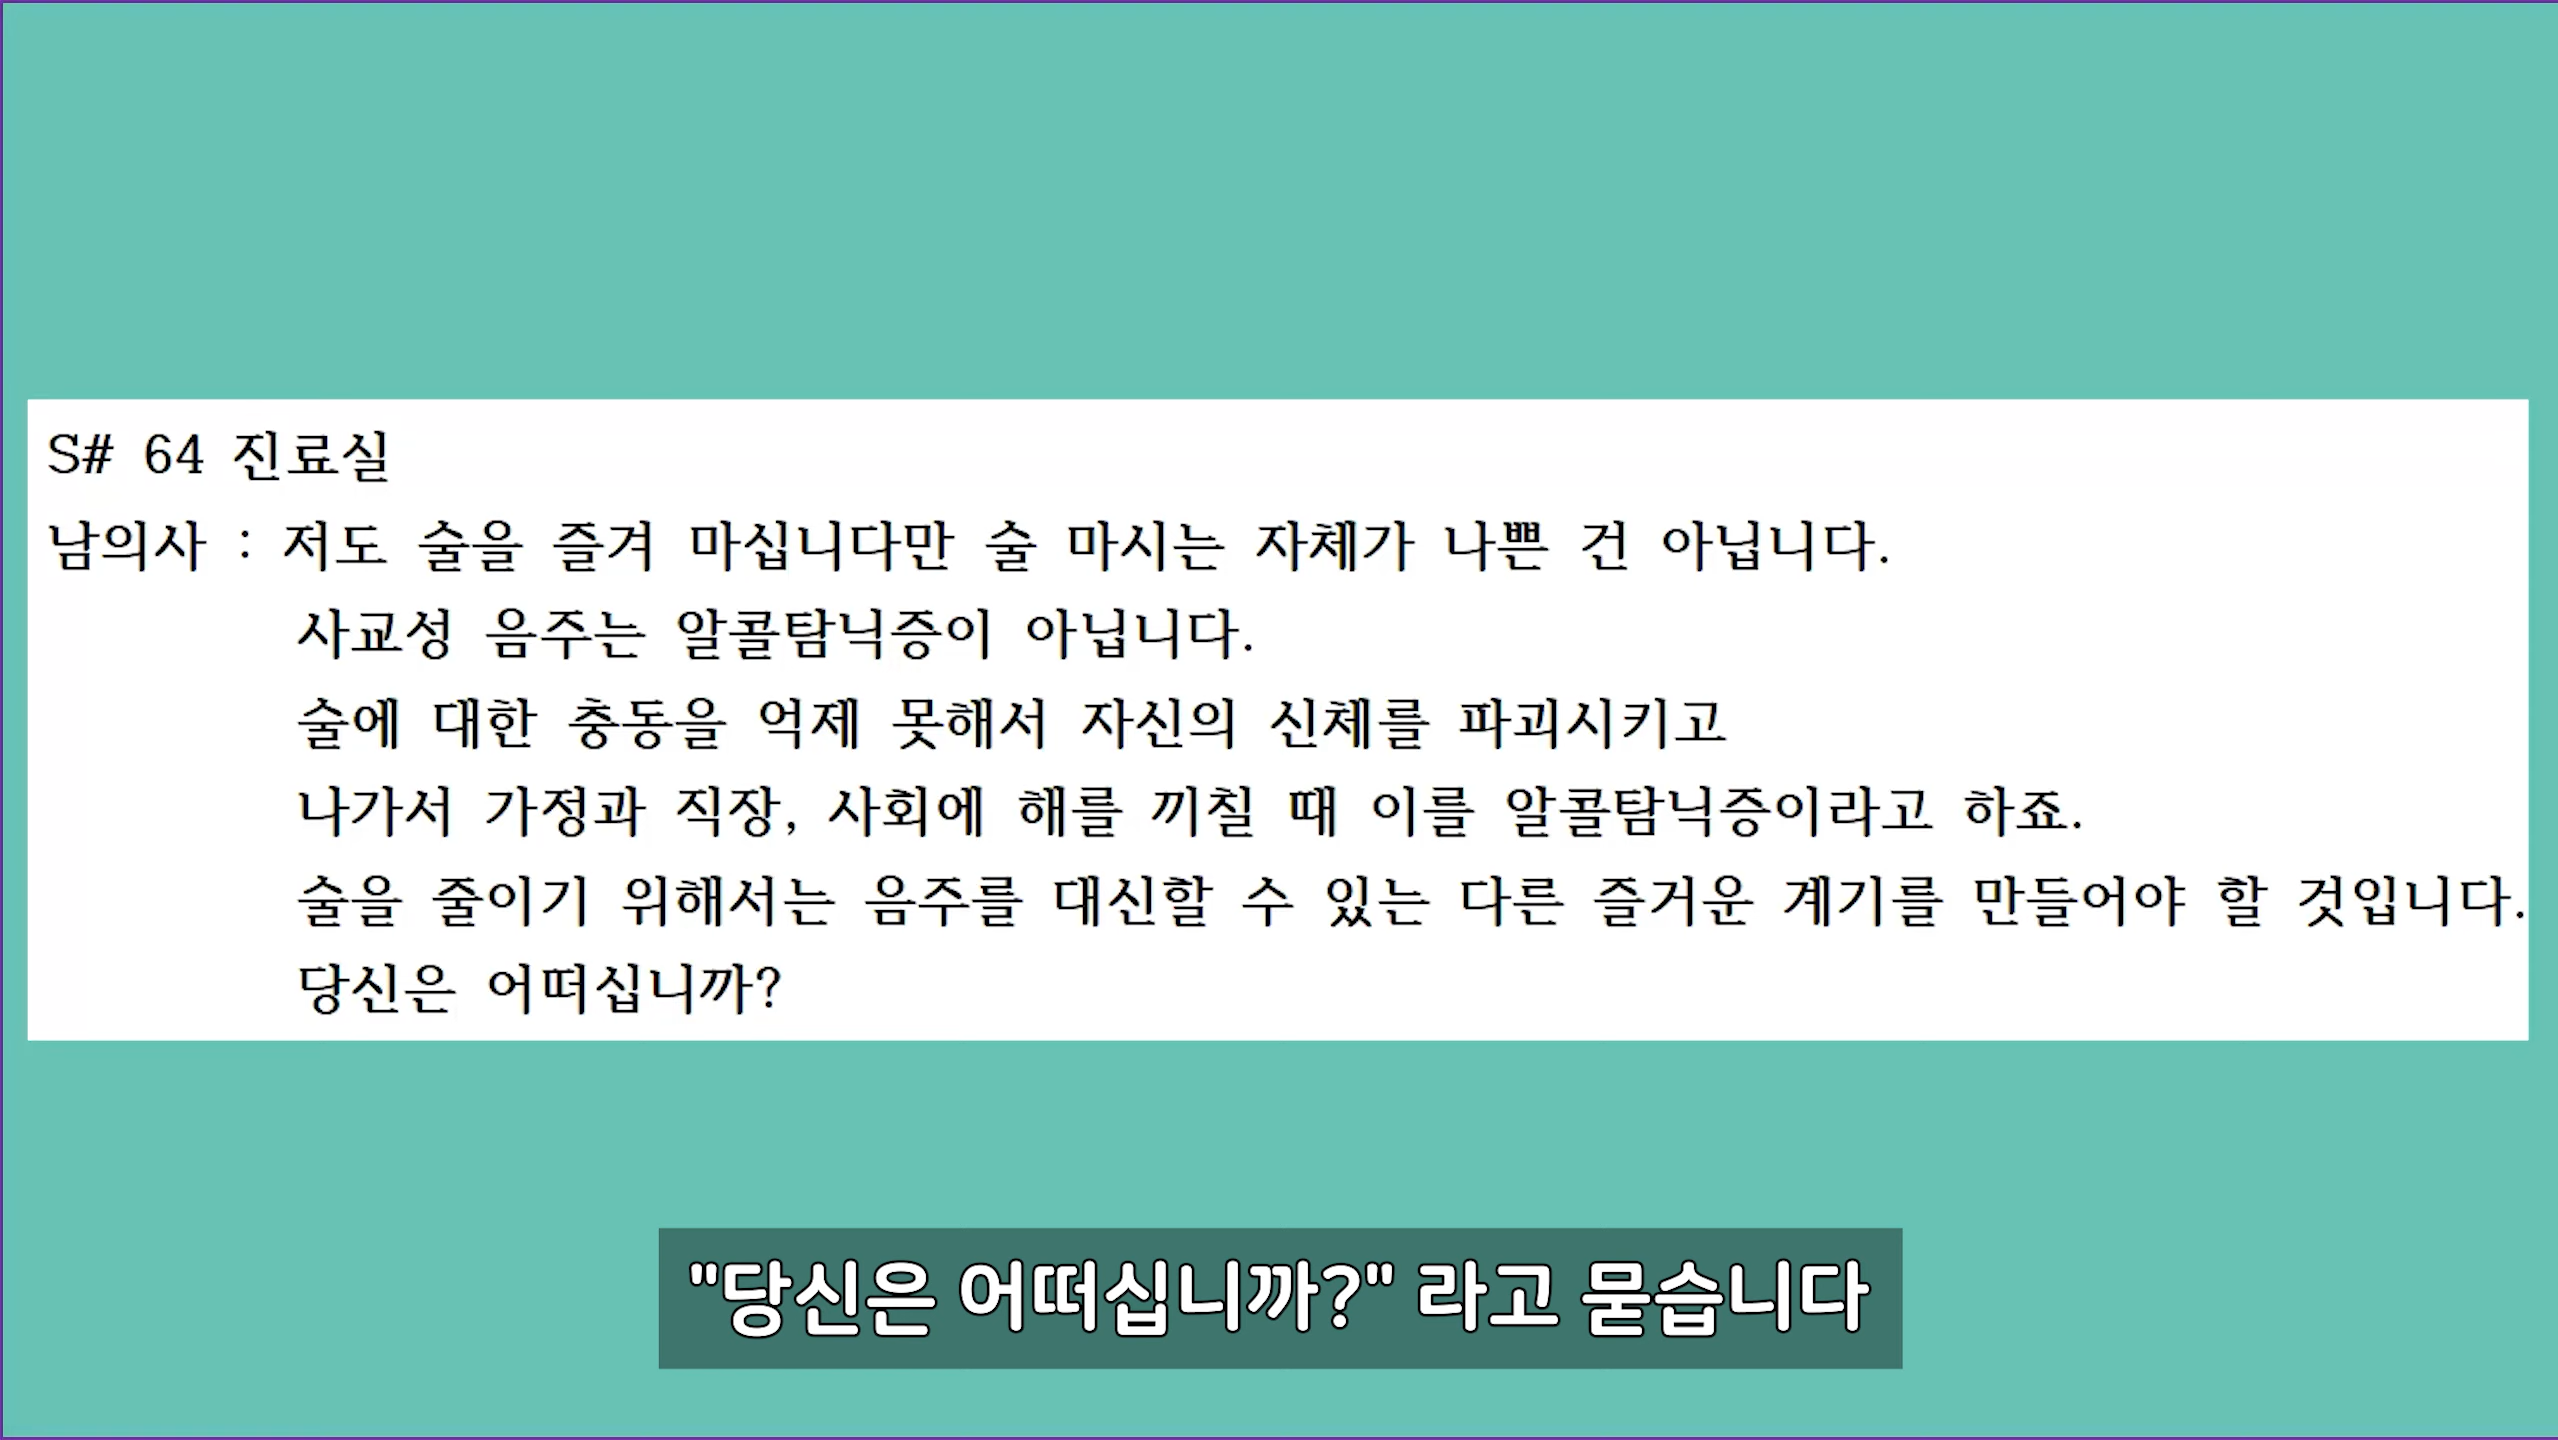 S# 64 진료실
남의사 : 저도 술을 즐겨 마십니다만 술 마시는 자체가 나쁜 건 아닙니다.
사교성 음주는 알콜탐닉증이 아닙니다.
술에 대한 충동을 억제 못해서 자신의 신체를 파괴시키고
나가서 가정과 직장, 사회에 해를 끼칠 때 이를 알콜탐닉증이라고 하죠.
술을 줄이기 위해서는 음주를 대신할 수 있는 다른 즐거운 계기를 만들어야 할 것입니다.
당신은 어떠십니까?
"당신은 어떠십니까?" 라고 묻습니다